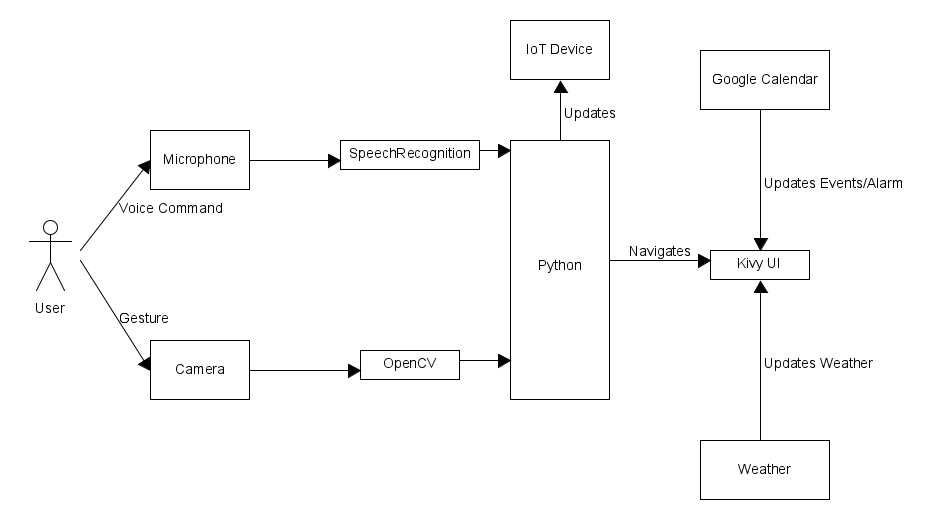 IoT Device
Google Calendar
Updates
Microphone
SpeechRecognition
Updates Events/Alarm
Voice Command
Navigates
Python
Kivy UI
User
Gesture
Camera
OpenCV
Updates Weather
Weather